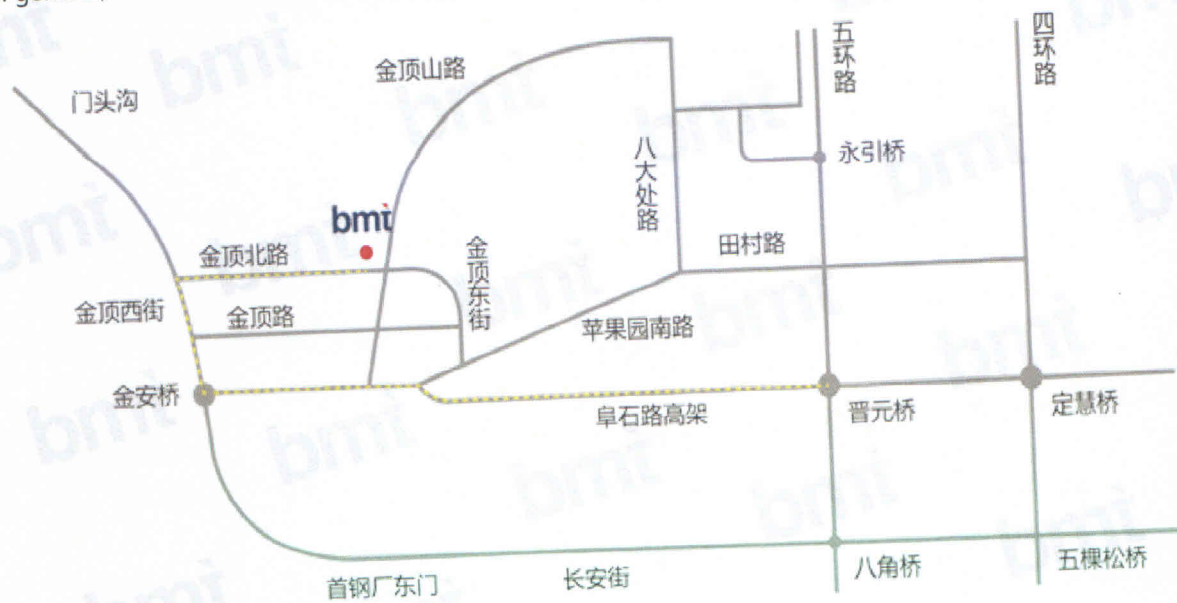 五环路
四环路
金顶山路
门头沟
八大处路
永引桥
bmt
金顶北路
金顶东街
田村路
金顶西街
金顶路
苹果园南路
金安桥
阜石路高架
晋元桥
定慧桥
首钢厂东门
长安街
八角桥
五棵松桥